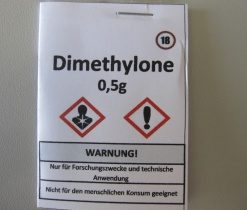 18
Dimethylone
0,5g
WARNUNG!
Nur für Forschungszwecke und technische
Anwendung
Nicht für den menschlichen Konsum geeignet